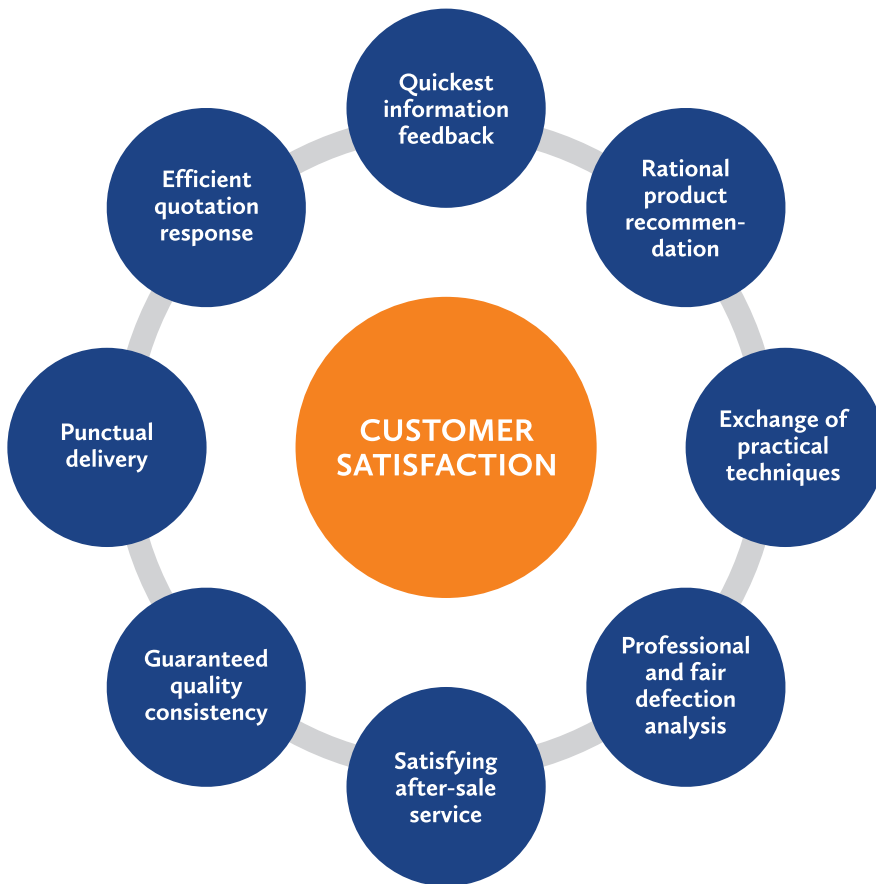 Quickest
information
feedback
Rational
product
recommen-
dation
Exchange of
practical
techniques
Professional
and fair
defection
analysis
Satisfying
after-sale
service
Guaranteed
quality
consistency
Punctual
delivery
Efficient
quotation
response
CUSTOMER
SATISFACTION